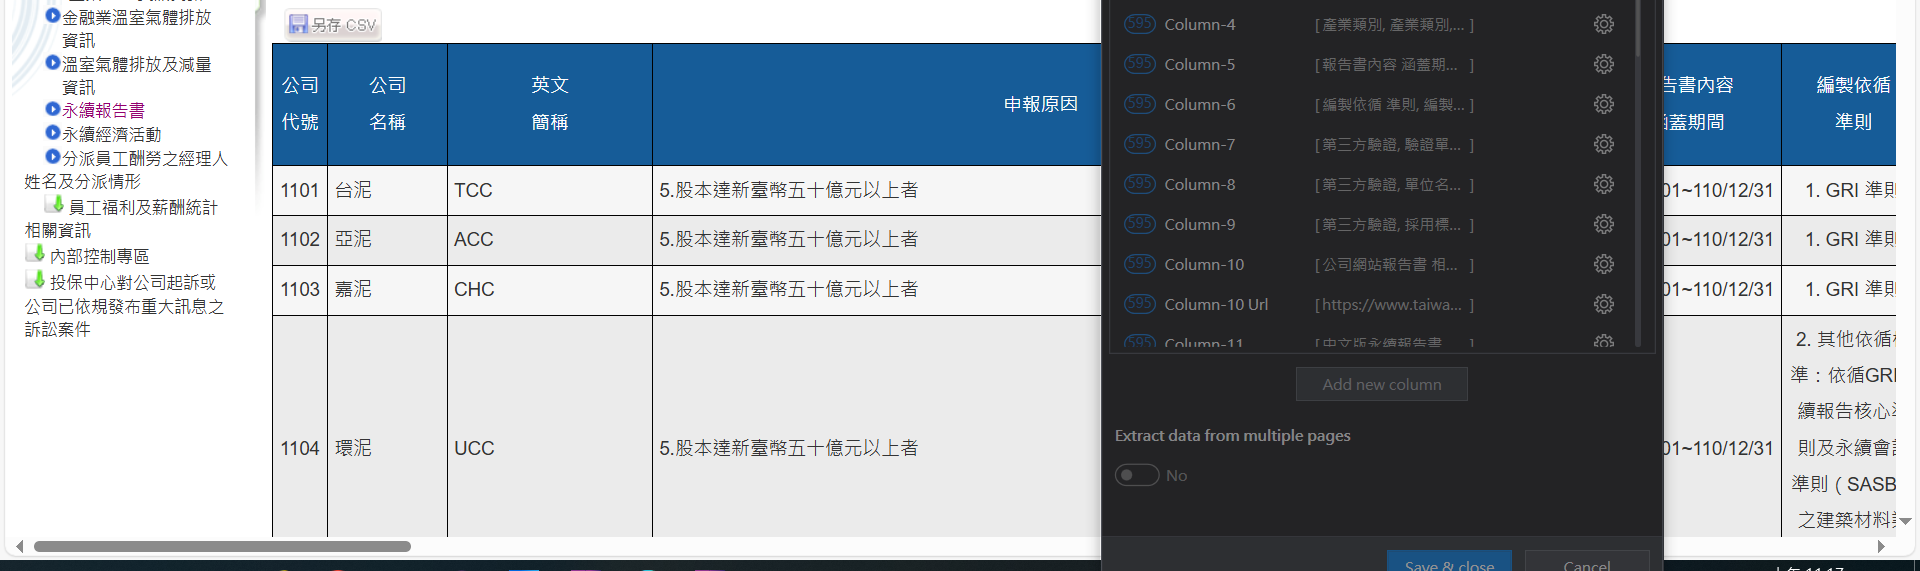 金融業溫室氣體排放
資訊
溫室氣體排放及減量
資訊
永續報告書
永續經濟活動
分派員工酬勞之經理人
姓名及分派情形
員工福利及薪酬統計
相關資訊
內部控制專區
投保中心對公司起訴或
公司已依規發布重大訊息之
訴訟案件
另存 CSV
公司
代號
公司
名稱
英文
簡稱
申報原因
告書內容
涵蓋期間
編製依循
準則
1101 台泥 TCC 5.股本達新臺幣五十億元以上者 01~110/12/31 1. GRI 準則
1102 亞泥 ACC 5.股本達新臺幣五十億元以上者 01~110/12/31 1. GRI 準則
1103 嘉泥 CHC 5.股本達新臺幣五十億元以上者 01~110/12/31 1. GRI 準則
1104 環泥 UCC 5.股本達新臺幣五十億元以上者 01~110/12/31
2. 其他依循
準：依循GRI
續報告核心準
則及永續會計
準則（SASB
之建築材料業
595 Column-4 [ 產業類別, 產業類別,... ]
595 Column-5 [ 報告書內容 涵蓋期... ]
595 Column-6 [ 編製依循 準則, 編製... ]
595 Column-7 [ 第三方驗證, 驗證單... ]
595 Column-8 [ 第三方驗證, 單位名... ]
595 Column-9 [ 第三方驗證, 採用標... ]
595 Column-10 [ 公司網站報告書 相... ]
595 Column-10 Url [ https://www.taiwa... ]
595 Column-11 [ 中文版永續報告書 ]
Add new column
Extract data from multiple pages
No
Save & close
Cancel
上午 11:17